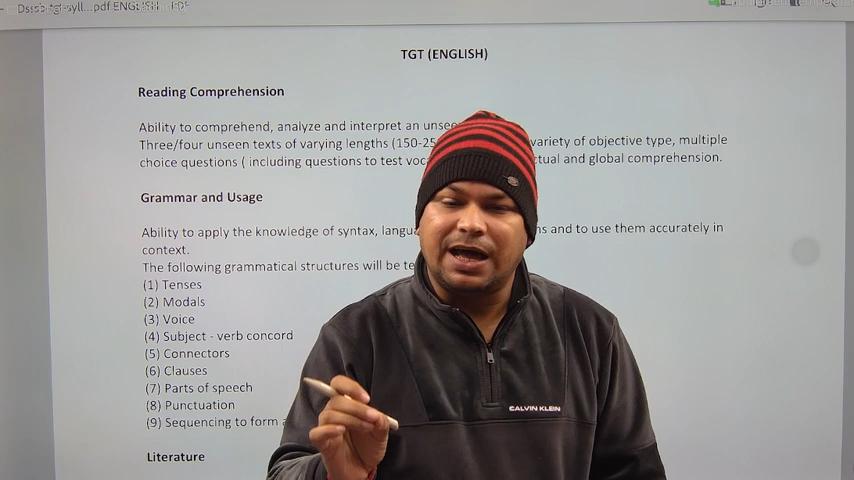 TGT (ENGLISH)
Reading Comprehension
Ability to comprehend, analyze and interpret an unsee
Three/four unseen texts of varying lengths (150-25 variety of objective type, multiple
choice questions ( including questions to test voca ctual and global comprehension.
Grammar and Usage
Ability to apply the knowledge of syntax, langu ns and to use them accurately in
context.
The following grammatical structures will be te
(1) Tenses
(2) Modals
(3) Voice
(4) Subject - verb concord
(5) Connectors
(6) Clauses
(7) Parts of speech
(8) Punctuation
(9) Sequencing to form a
Literature
CALVIN KLEIN